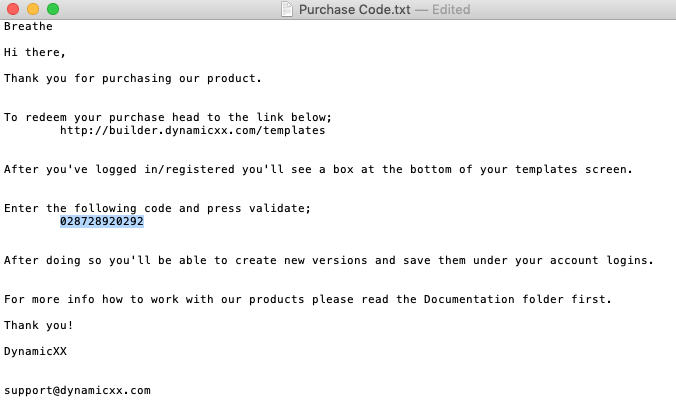 Purchase Code.txt — Edited
Breathe
Hi there,
Thank you for purchasing our product.
To redeem your purchase head to the link below;
http://builder.dynamicxx.com/templates
After you've logged in/registered you'll see a box at the bottom of your templates screen.
Enter the following code and press validate;
028728920292
After doing so you'll be able to create new versions and save them under your account logins.
For more info how to work with our products please read the Documentation folder first.
Thank you!
DynamicXX
support@dynamicxx.com